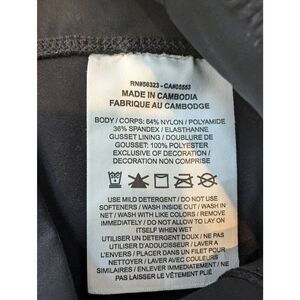 RN#56323 - CA#05553
MADE IN CAMBODIA
FABRIQUE AU CAMBODGE
BODY / CORPS: 64% NYLON / POLYAMIDE
36% SPANDEX / ELASTHANNE
GUSSET LINING / DOUBLURE DE
GOUSSET: 100% POLYESTER
EXCLUSIVE OF DECORATION /
DECORATION NON COMPRISE
USE MILD DETERGENT / DO NOT USE
SOFTENERS / WASH INSIDE OUT / WASH IN
NET / WASH WITH LIKE COLORS / REMOVE
IMMEDIATELY / DO NOT ALLOW TO LAY ON
ITSELF WHEN WET
UTILISER UN DETERGENT DOUX / NE PAS
UTILISER D'ADOUCISSEUR / LAVER A
L'ENVERS / PLACER DANS UN FILET POUR
NETTOYER / LAVER AVEC COULEURS
SIMILAIRES / RETIRER IMMEDIATEMENT / NE
PAS LAISSER LE VÊTEMENT PLIÉ